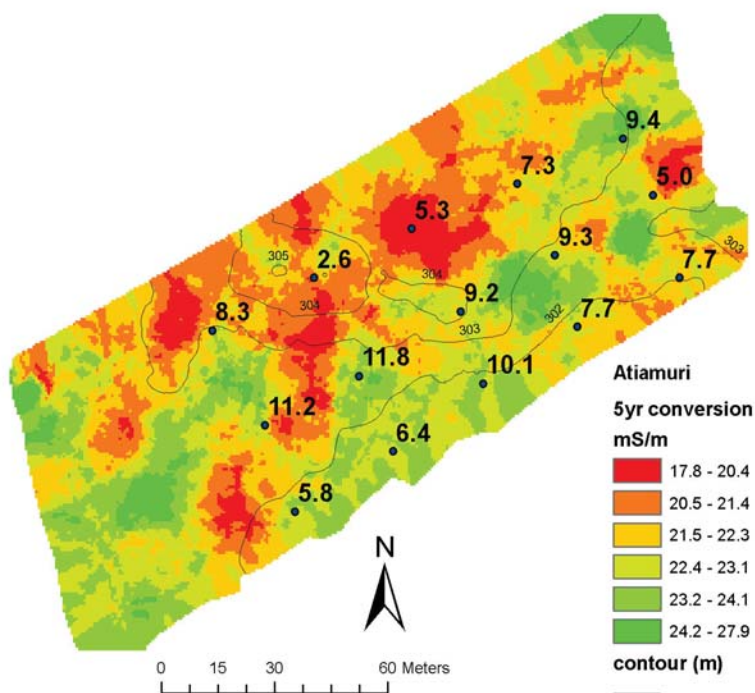 9.4
7.3
5.0
5.3
9.3
303
305
2.6
304
7.7
9.2
304
302
8.3
303
7.7
11.8
10.1
11.2
6.4
5.8
N
0 15 30 60 Meters
Atiamuri
5yr conversion
mS/m
17.8 - 20.4
20.5 - 21.4
21.5 - 22.3
22.4 - 23.1
23.2 - 24.1
24.2 - 27.9
contour (m)